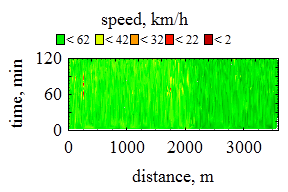 speed, km/h
< 62 < 42 < 32 < 22 < 2
time, min
120
60
0
0 1000 2000 3000
distance, m